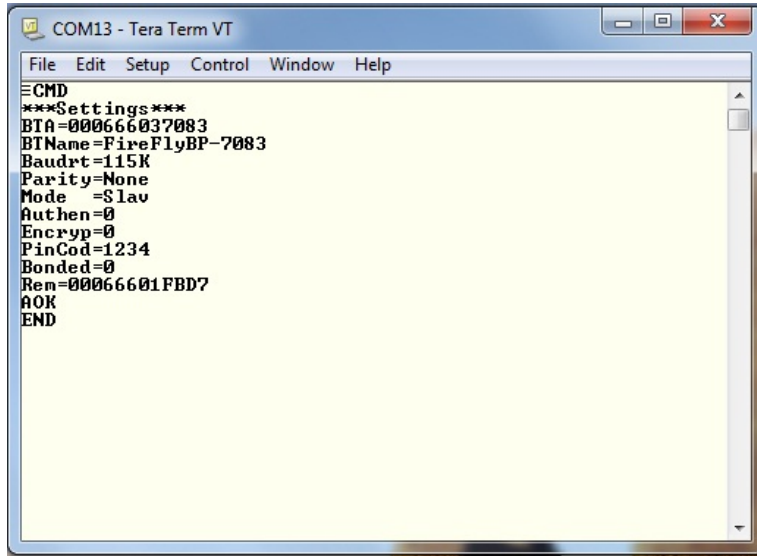 COM13 - Tera Term VT
File Edit Setup Control Window Help
≡CMD
***Settings***
BTA=000666037083
BTName=FireFlyBP-7083
Baudrt=115K
Parity=None
Mode  =Slav
Authen=0
Encryp=0
PinCod=1234
Bonded=0
Rem=00066601FBD7
AOK
END